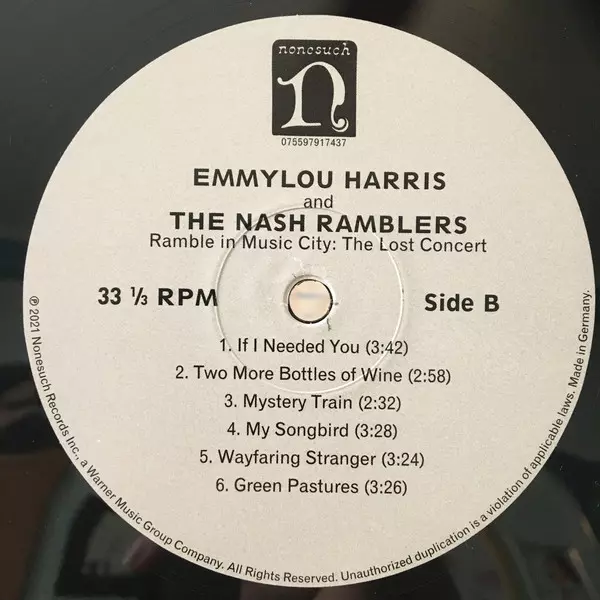 nonesuch
n
075597917437
EMMYLOU HARRIS
and
THE NASH RAMBLERS
Ramble in Music City: The Lost Concert
33 ⅓ RPM
Side B
1. If I Needed You (3:42)
2. Two More Bottles of Wine (2:58)
3. Mystery Train (2:32)
4. My Songbird (3:28)
5. Wayfaring Stranger (3:24)
6. Green Pastures (3:26)
℗ 2021 Nonesuch Records Inc., a Warner Music Group Company. All Rights Reserved. Unauthorized duplication is a violation of applicable laws. Made in Germany.